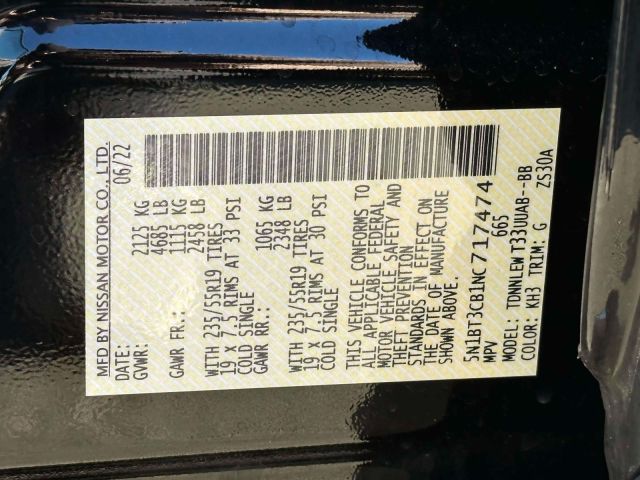 MFD BY NISSAN MOTOR CO., LTD.
DATE: 06/22
GVWR: 2125 KG
4685 LB
GAWR FR.: 1115 KG
2458 LB
WITH 235/55R19 TIRES
19 X 7.5 RIMS AT 33 PSI
COLD SINGLE
GAWR RR.: 1065 KG
2348 LB
WITH 235/55R19 TIRES
19 X 7.5 RIMS AT 30 PSI
COLD SINGLE
THIS VEHICLE CONFORMS TO
ALL APPLICABLE FEDERAL
MOTOR VEHICLE SAFETY AND
THEFT PREVENTION
STANDARDS IN EFFECT ON
THE DATE OF MANUFACTURE
SHOWN ABOVE.
5N1BT3CB1NC717474
MPV 665
MODEL: TDNNLEW T33UUAB--BB
COLOR: KH3 TRIM: G ZS30A